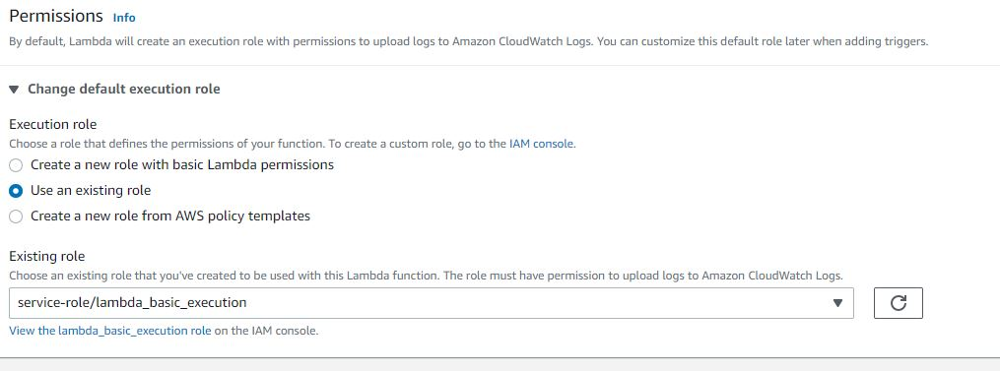 Permissions Info
By default, Lambda will create an execution role with permissions to upload logs to Amazon CloudWatch Logs. You can customize this default role later when adding triggers.
Change default execution role
Execution role
Choose a role that defines the permissions of your function. To create a custom role, go to the IAM console.
Create a new role with basic Lambda permissions
Use an existing role
Create a new role from AWS policy templates
Existing role
Choose an existing role that you've created to be used with this Lambda function. The role must have permission to upload logs to Amazon CloudWatch Logs.
service-role/lambda_basic_execution
View the lambda_basic_execution role on the IAM console.